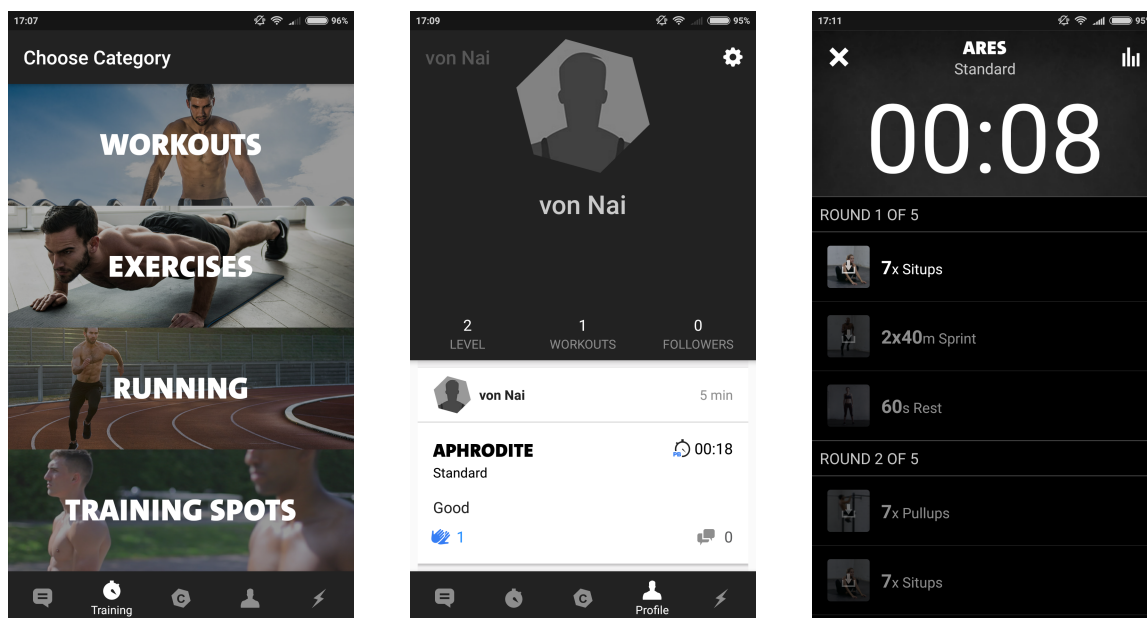 17:07
96%
Choose Category
WORKOUTS
EXERCISES
RUNNING
TRAINING SPOTS
C
Training
17:09
95%
von Nai
von Nai
2
LEVEL
1
WORKOUTS
0
FOLLOWERS
von Nai
5 min
APHRODITE
PB 00:18
Standard
Good
1
0
C
Profile
17:11
95%
ARES
Standard
00:08
ROUND 1 OF 5
7x Situps
2x40m Sprint
60s Rest
ROUND 2 OF 5
7x Pullups
7x Situps